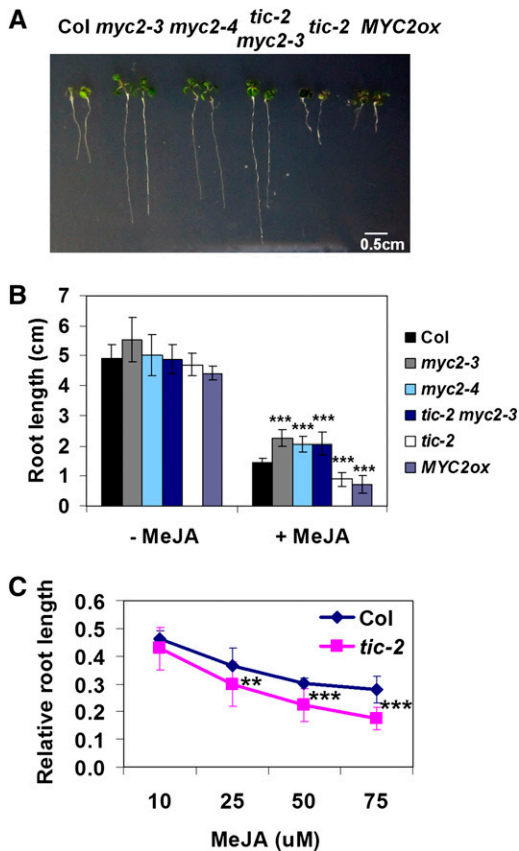 A
Col myc2-3 myc2-4 tic-2 myc2-3 tic-2 MYC2ox
0.5cm
B
Root length (cm)
7
6
5
4
3
2
1
0
*** *** ***
*** ***
- MeJA + MeJA
Col
myc2-3
myc2-4
tic-2 myc2-3
tic-2
MYC2ox
C
Relative root length
0.6
0.5
0.4
0.3
0.2
0.1
0.0
Col
tic-2
**
***
***
10 25 50 75
MeJA (uM)